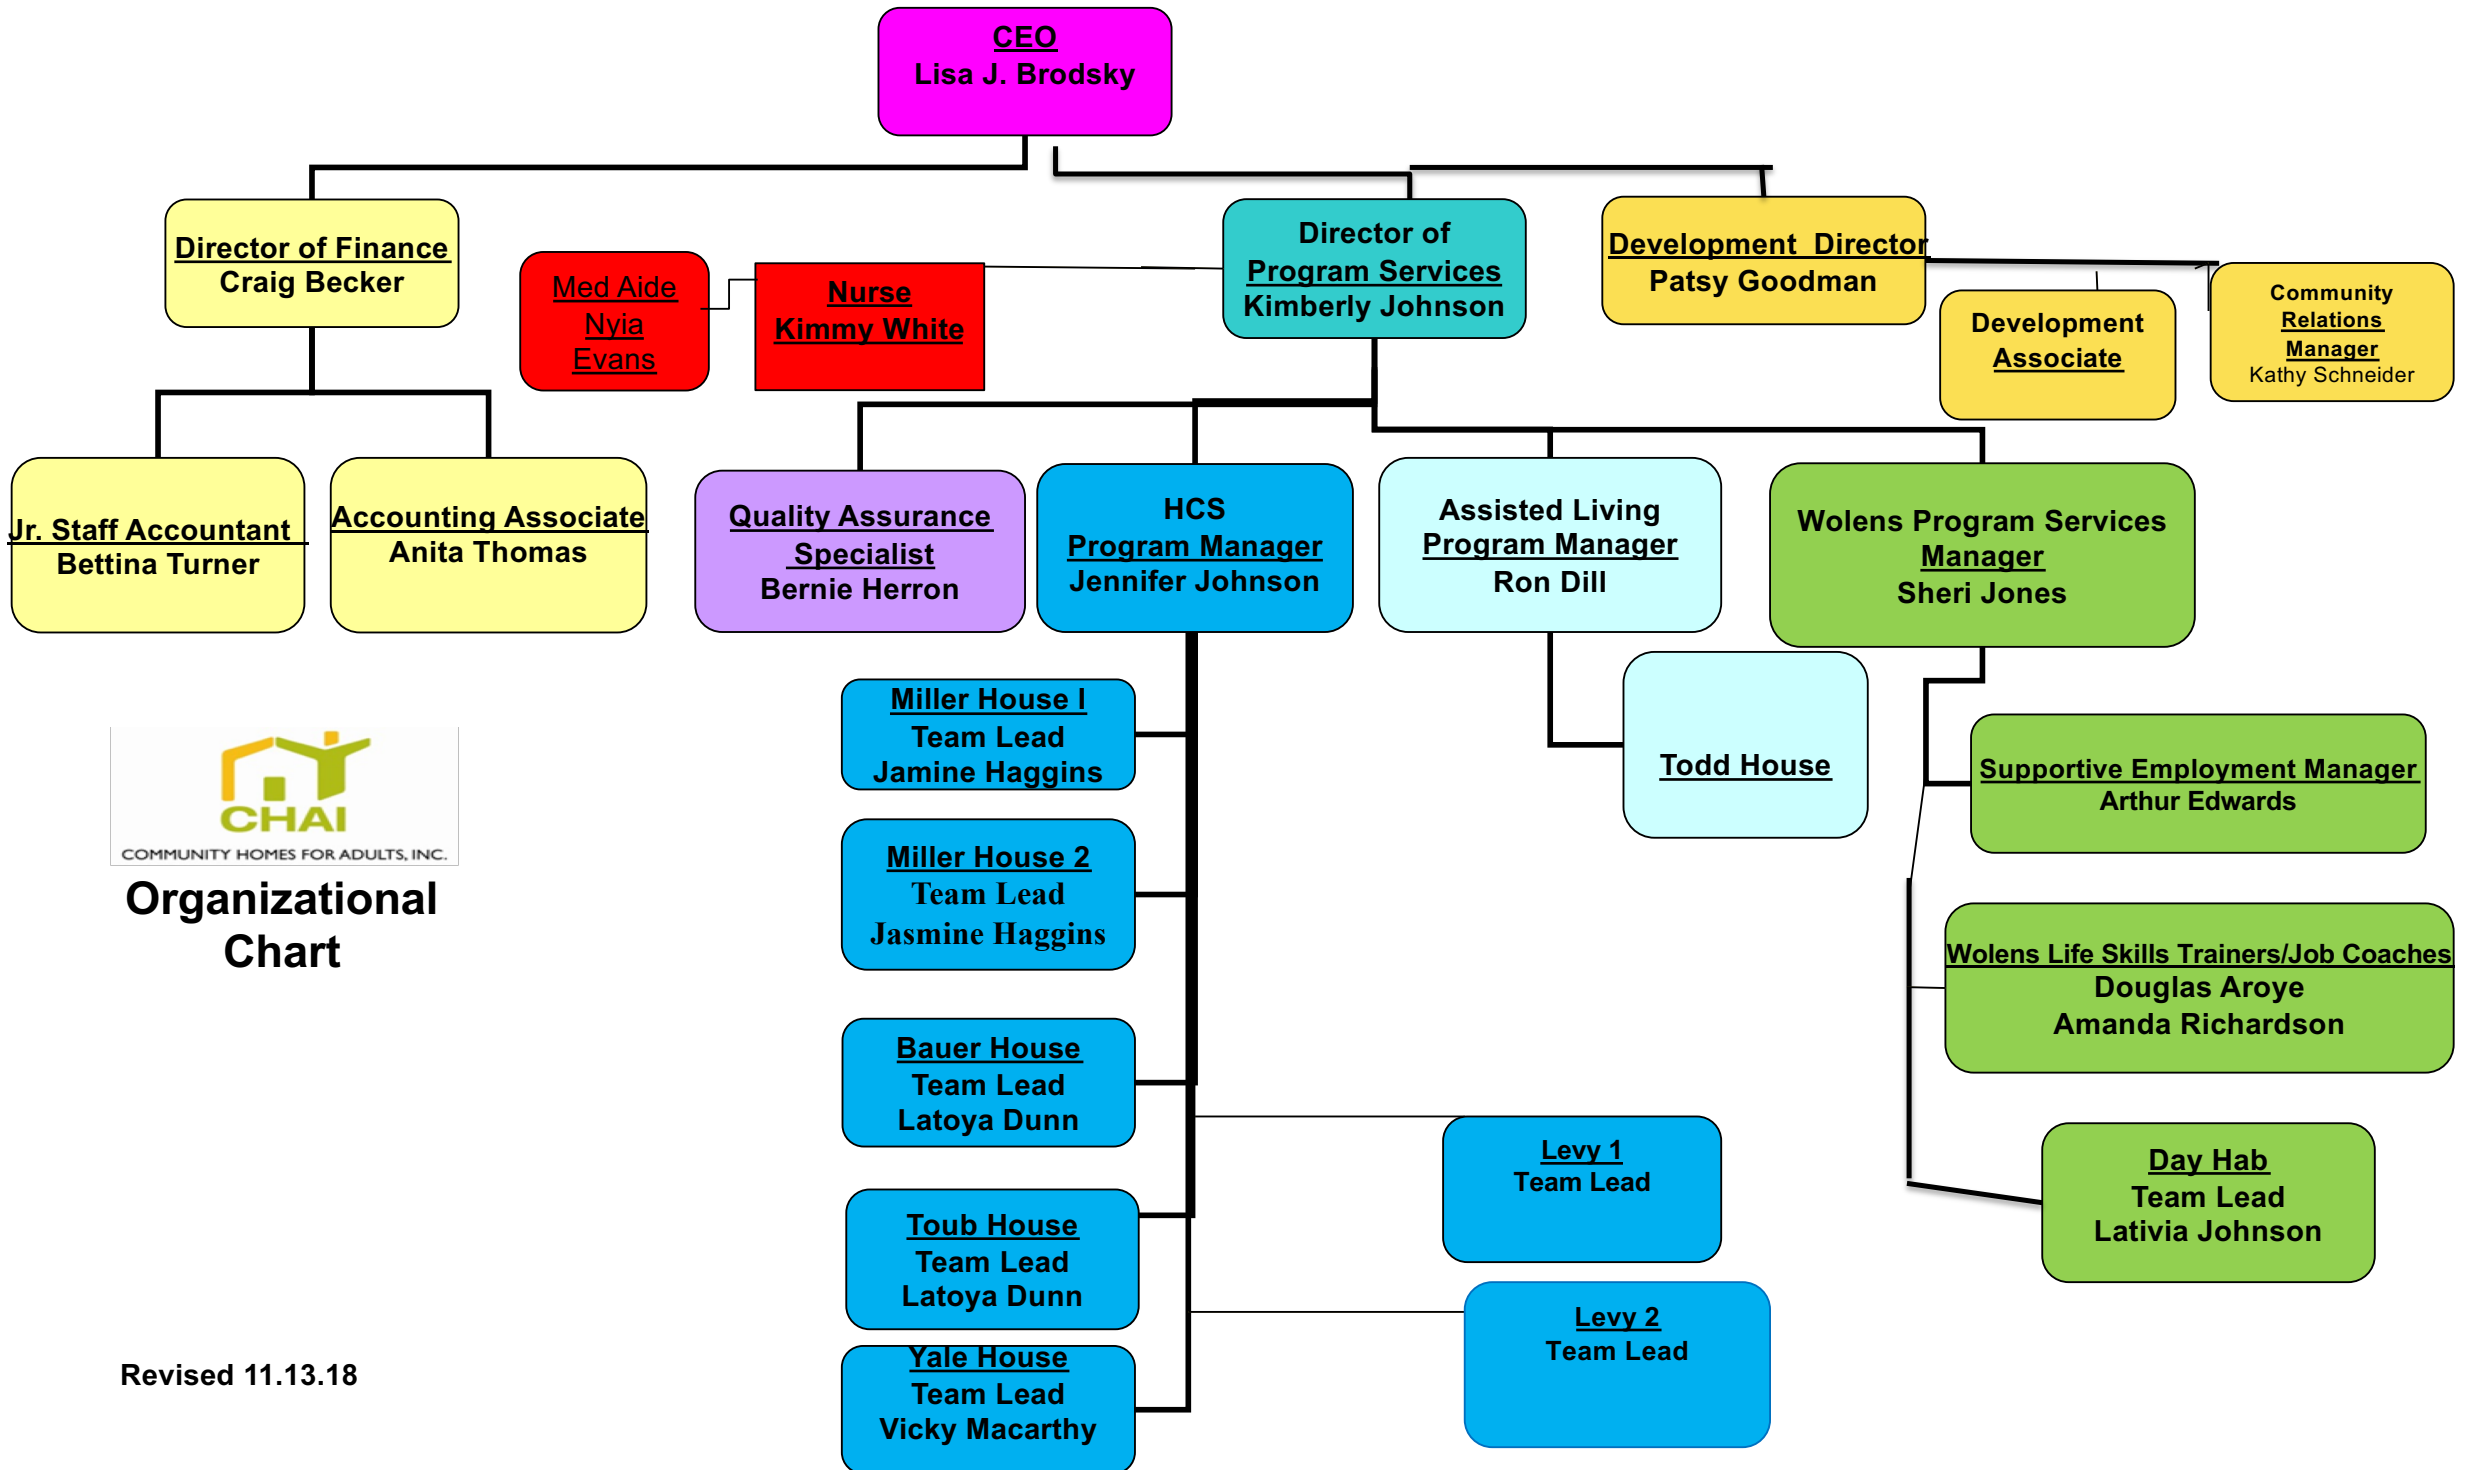 CEO
Lisa J. Brodsky
Director of Finance
Craig Becker
Med Aide
Nyia
Evans
Nurse
Kimmy White
Director of
Program Services
Kimberly Johnson
Development  Director
Patsy Goodman
Development
Associate
Community
Relations
Manager
Kathy Schneider
Jr. Staff Accountant
Bettina Turner
Accounting Associate
Anita Thomas
Quality Assurance
Specialist
Bernie Herron
HCS
Program Manager
Jennifer Johnson
Assisted Living
Program Manager
Ron Dill
Wolens Program Services
Manager
Sheri Jones
Miller House I
Team Lead
Jamine Haggins
Todd House
Supportive Employment Manager
Arthur Edwards
CHAI
COMMUNITY HOMES FOR ADULTS, INC.
Organizational
Chart
Miller House 2
Team Lead
Jasmine Haggins
Wolens Life Skills Trainers/Job Coaches
Douglas Aroye
Amanda Richardson
Bauer House
Team Lead
Latoya Dunn
Levy 1
Team Lead
Day Hab
Team Lead
Lativia Johnson
Toub House
Team Lead
Latoya Dunn
Levy 2
Team Lead
Yale House
Team Lead
Vicky Macarthy
Revised 11.13.18